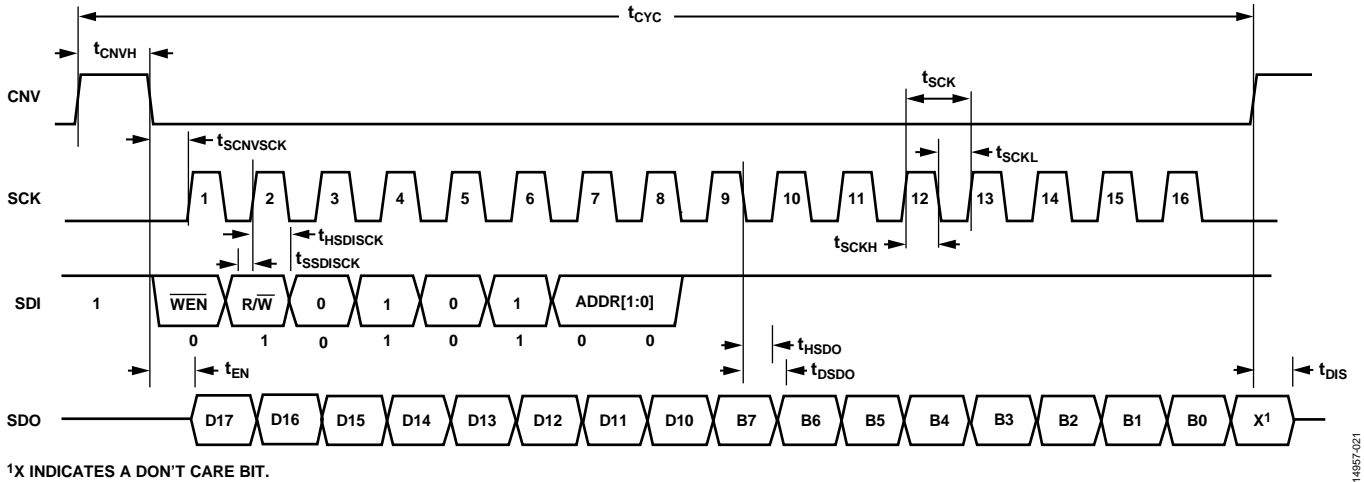 tCYC
tCNVH
CNV
tSCK
tSCNVSCK
tSCKL
SCK 1 2 3 4 5 6 7 8 9 10 11 12 13 14 15 16
tHSDISCK
tSCKH
tSSDISCK
SDI 1 WEN R/W 0 1 0 1 ADDR[1:0]
0 1 0 1 0 1 0 0
tHSDO
tEN
tDSDO
tDIS
SDO D17 D16 D15 D14 D13 D12 D11 D10 B7 B6 B5 B4 B3 B2 B1 B0 X1
1X INDICATES A DON'T CARE BIT.
14957-021